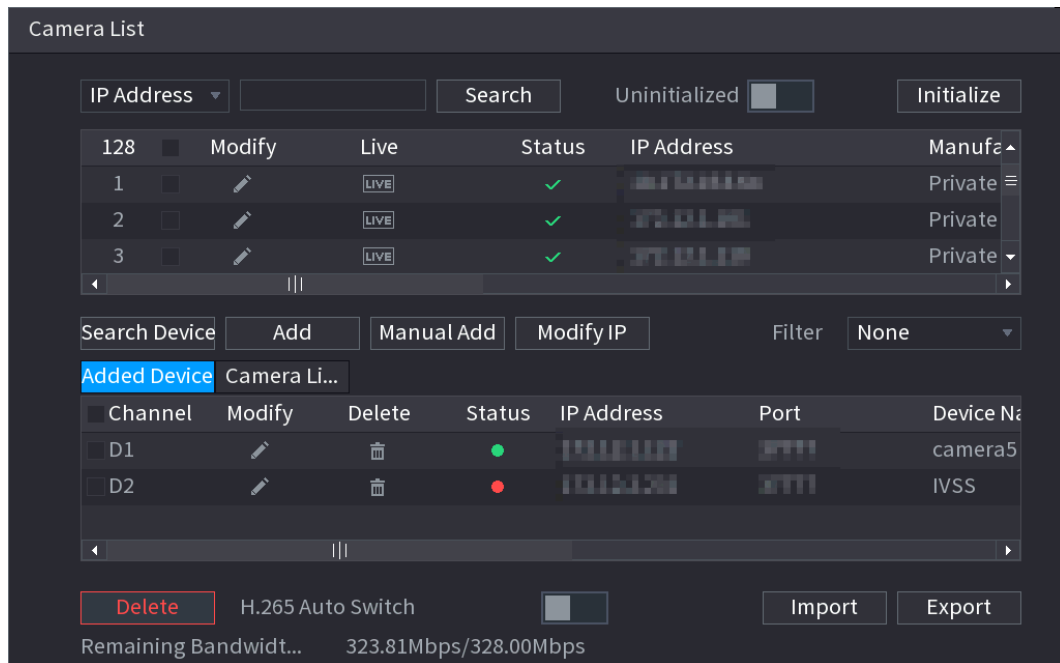 Camera List
IP Address Search Uninitialized Initialize
128 Modify Live Status IP Address Manufa
1 LIVE Private
2 LIVE Private
3 LIVE Private
Search Device Add Manual Add Modify IP Filter None
Added Device Camera Li...
Channel Modify Delete Status IP Address Port Device Na
D1 camera5
D2 IVSS
Delete H.265 Auto Switch Import Export
Remaining Bandwidt... 323.81Mbps/328.00Mbps